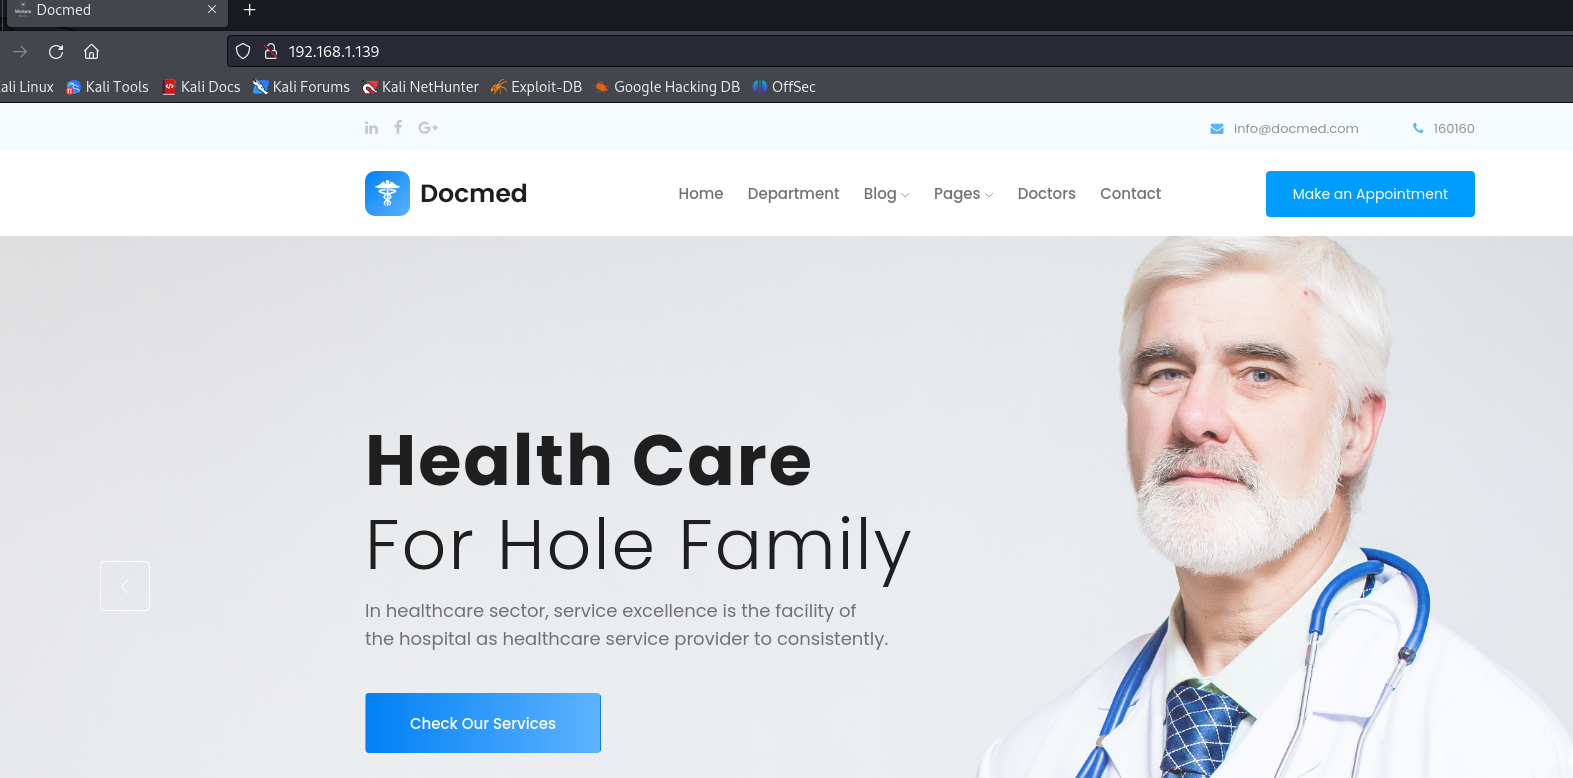 Docmed
192.168.1.139
ali Linux Kali Tools Kali Docs Kali Forums Kali NetHunter Exploit-DB Google Hacking DB OffSec
info@docmed.com 160160
Docmed Home Department Blog Pages Doctors Contact Make an Appointment
Health Care
For Hole Family
In healthcare sector, service excellence is the facility of
the hospital as healthcare service provider to consistently.
Check Our Services